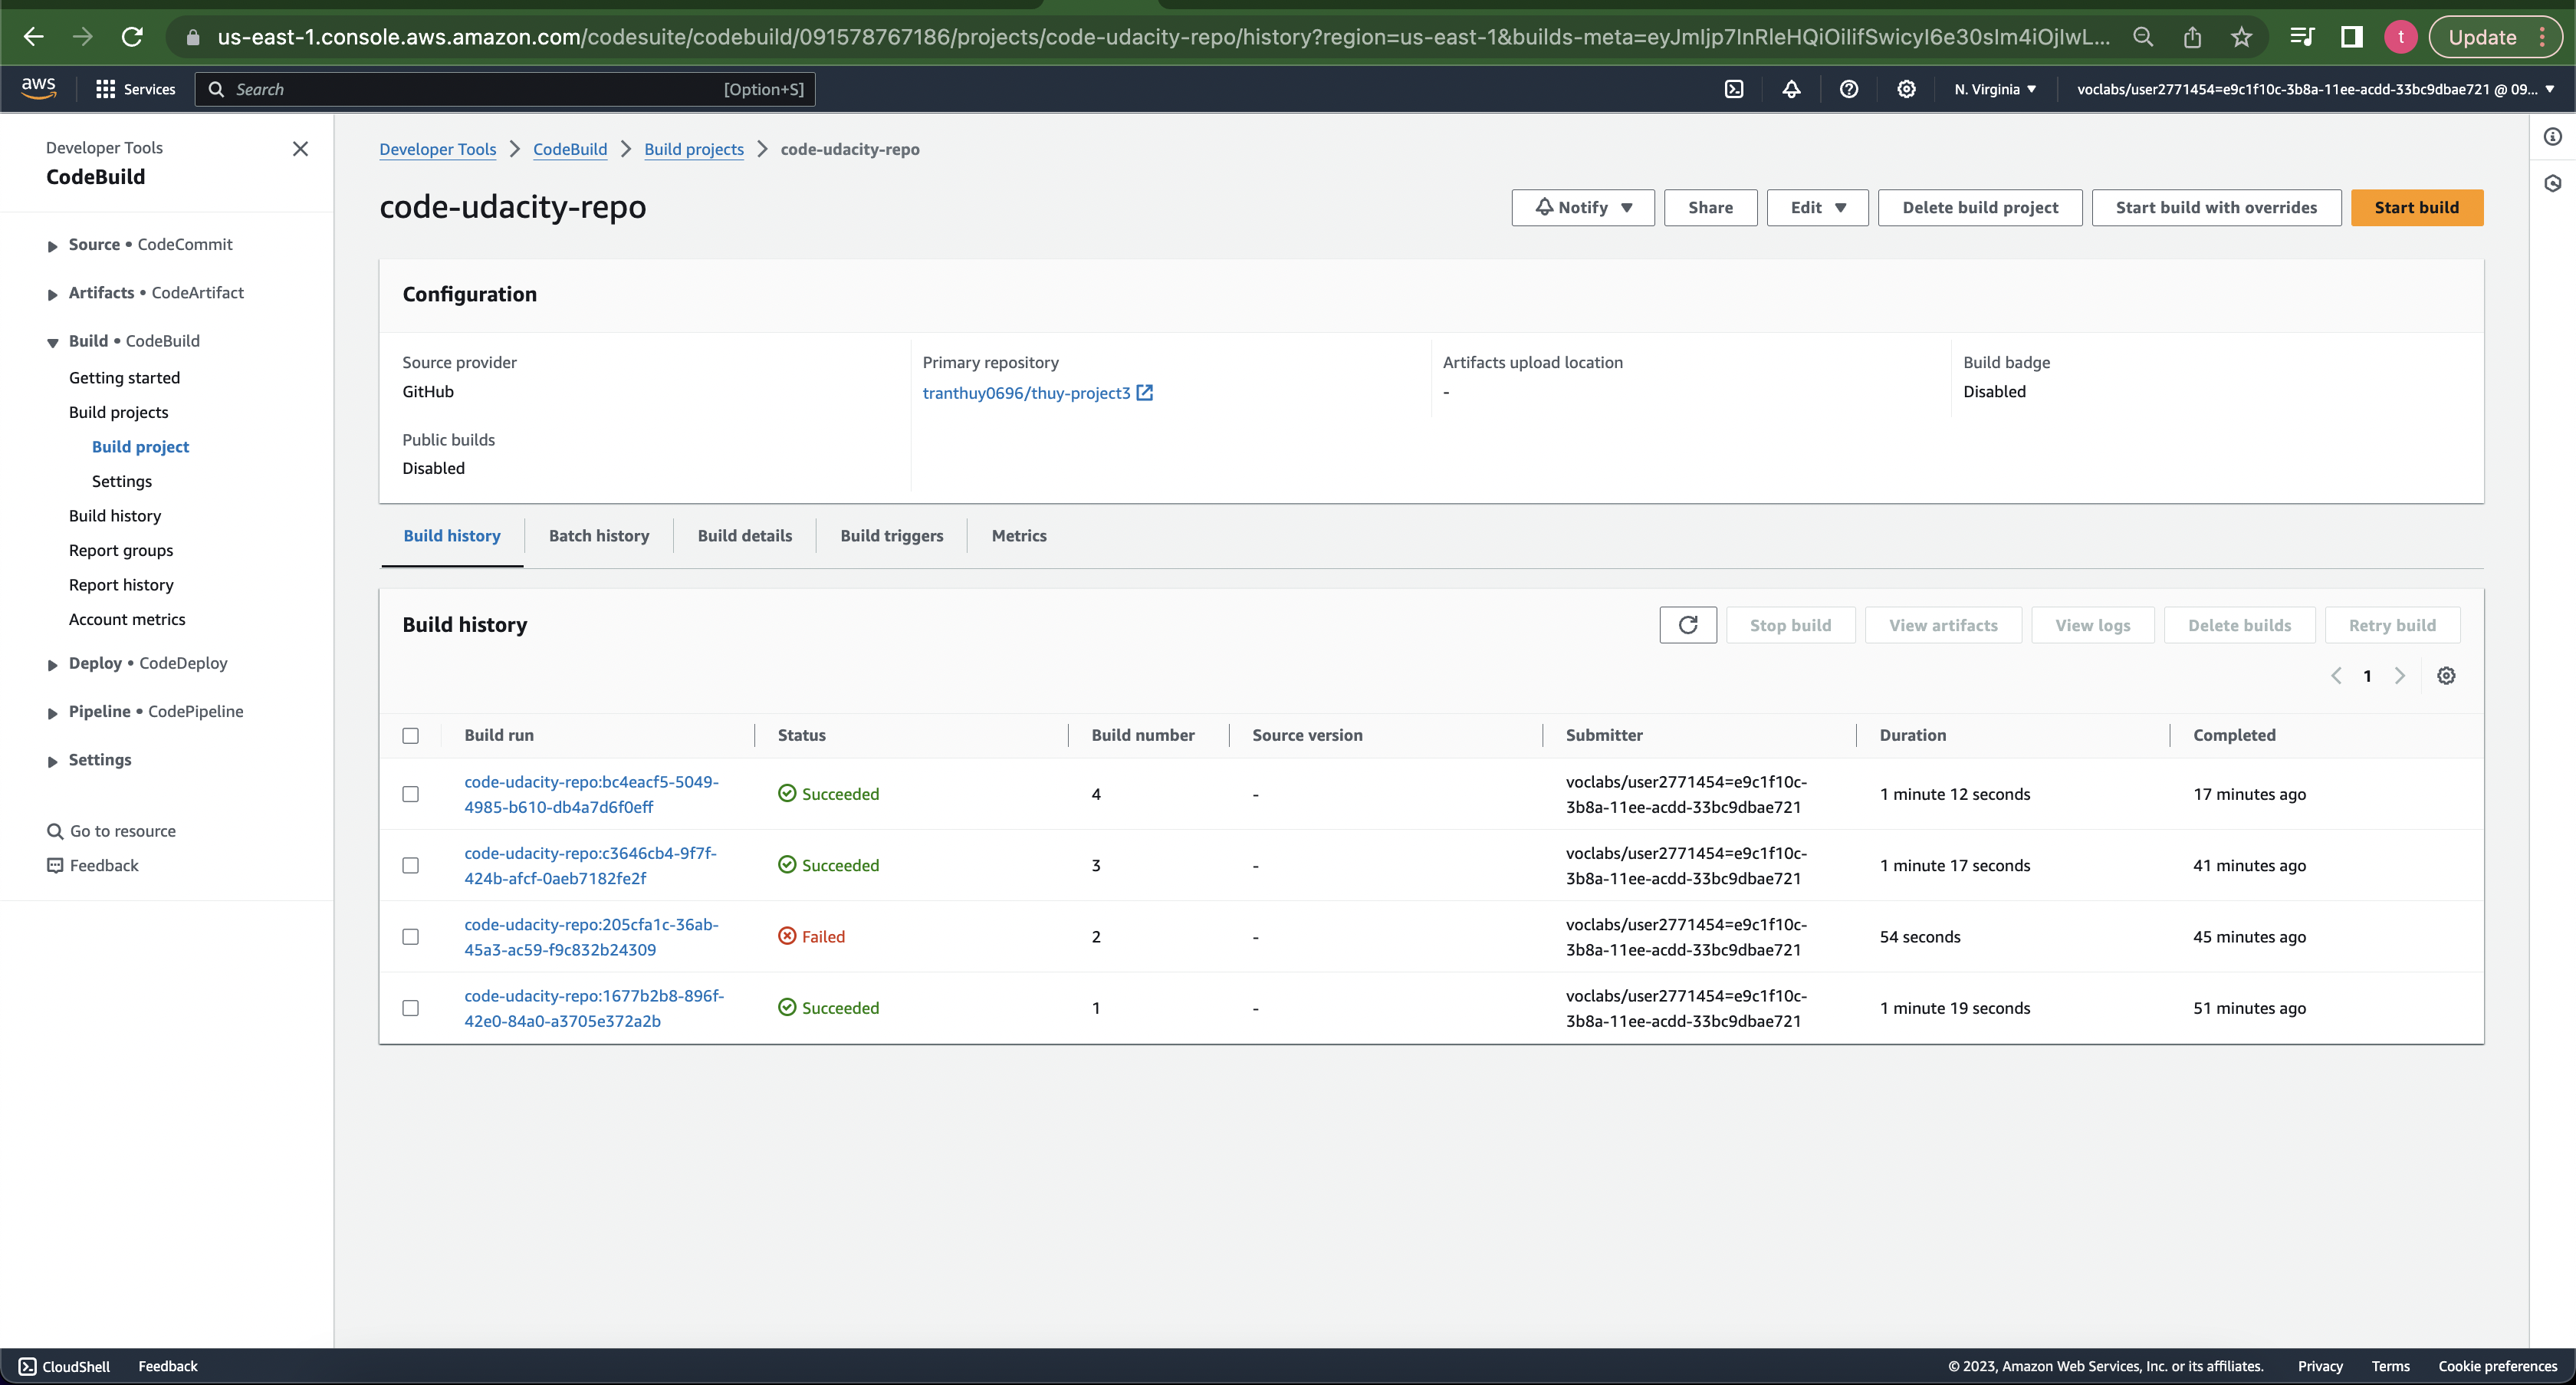 us-east-1.console.aws.amazon.com/codesuite/codebuild/091578767186/projects/code-udacity-repo/history?region=us-east-1&builds-meta=eyJmIjp7InRleHQiOiIifSwicyI6e30sIm4iOjIwL...
t
Update
aws
Services
Search
[Option+S]
N. Virginia
voclabs/user2771454=e9c1f10c-3b8a-11ee-acdd-33bc9dbae721 @ 09...
Developer Tools
CodeBuild
Source • CodeCommit
Artifacts • CodeArtifact
Build • CodeBuild
Getting started
Build projects
Build project
Settings
Build history
Report groups
Report history
Account metrics
Deploy • CodeDeploy
Pipeline • CodePipeline
Settings
Go to resource
Feedback
Developer Tools
CodeBuild
Build projects
code-udacity-repo
code-udacity-repo
Notify
Share
Edit
Delete build project
Start build with overrides
Start build
Configuration
Source provider
GitHub
Primary repository
tranthuy0696/thuy-project3
Artifacts upload location
-
Build badge
Disabled
Public builds
Disabled
Build history
Batch history
Build details
Build triggers
Metrics
Build history
Stop build
View artifacts
View logs
Delete builds
Retry build
1
Build run Status Build number Source version Submitter Duration Completed
code-udacity-repo:bc4eacf5-5049-
4985-b610-db4a7d6f0eff
Succeeded
4
-
voclabs/user2771454=e9c1f10c-
3b8a-11ee-acdd-33bc9dbae721
1 minute 12 seconds
17 minutes ago
code-udacity-repo:c3646cb4-9f7f-
424b-afcf-0aeb7182fe2f
Succeeded
3
-
voclabs/user2771454=e9c1f10c-
3b8a-11ee-acdd-33bc9dbae721
1 minute 17 seconds
41 minutes ago
code-udacity-repo:205cfa1c-36ab-
45a3-ac59-f9c832b24309
Failed
2
-
voclabs/user2771454=e9c1f10c-
3b8a-11ee-acdd-33bc9dbae721
54 seconds
45 minutes ago
code-udacity-repo:1677b2b8-896f-
42e0-84a0-a3705e372a2b
Succeeded
1
-
voclabs/user2771454=e9c1f10c-
3b8a-11ee-acdd-33bc9dbae721
1 minute 19 seconds
51 minutes ago
CloudShell
Feedback
© 2023, Amazon Web Services, Inc. or its affiliates.
Privacy
Terms
Cookie preferences